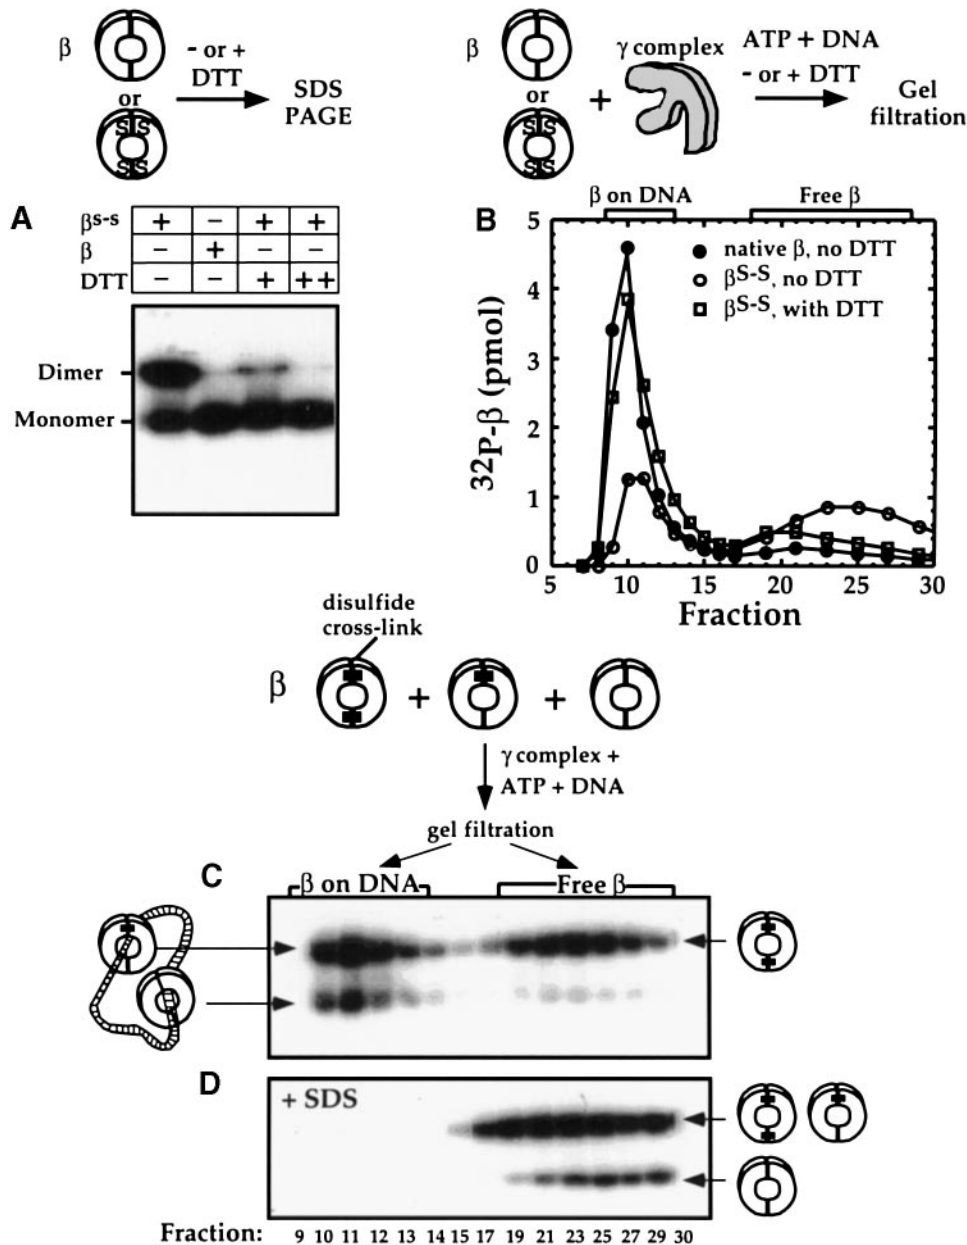 β
- or +
DTT
SDS
PAGE
or
S S
S S
β
or
S S
S S
+
γ complex
ATP + DNA
- or + DTT
Gel
filtration
A
βS-S + – + +
β – + – –
DTT – – + ++
Dimer
Monomer
B
β on DNA
Free β
native β, no DTT
βS-S, no DTT
βS-S, with DTT
32P-β (pmol)
5
4
3
2
1
0
5 10 15 20 25 30
Fraction
disulfide
cross-link
β + +
γ complex +
ATP + DNA
gel filtration
C
β on DNA
Free β
D
+ SDS
Fraction: 9 10 11 12 13 14 15 17 19 21 23 25 27 29 30